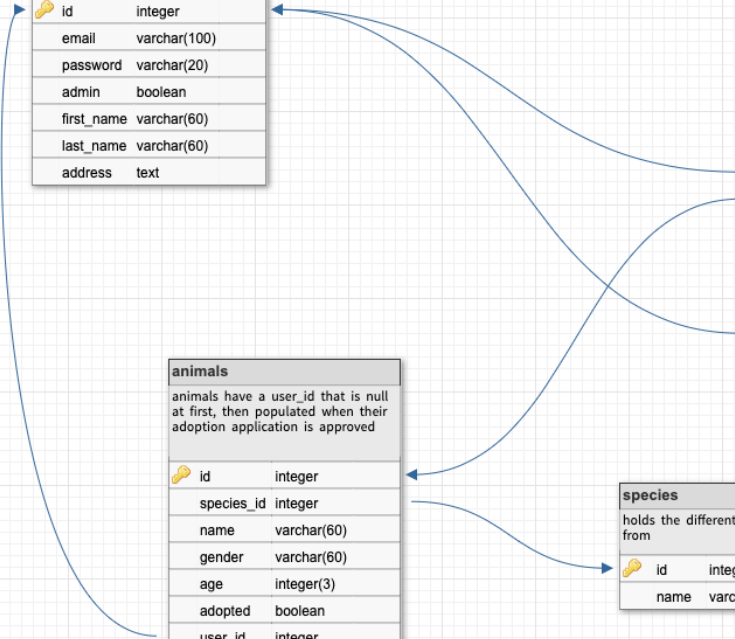 id integer
email varchar(100)
password varchar(20)
admin boolean
first_name varchar(60)
last_name varchar(60)
address text
animals
animals have a user_id that is null
at first, then populated when their
adoption application is approved
id integer
species_id integer
name varchar(60)
gender varchar(60)
age integer(3)
adopted boolean
user_id integer
species
holds the different
from
id integ
name varc